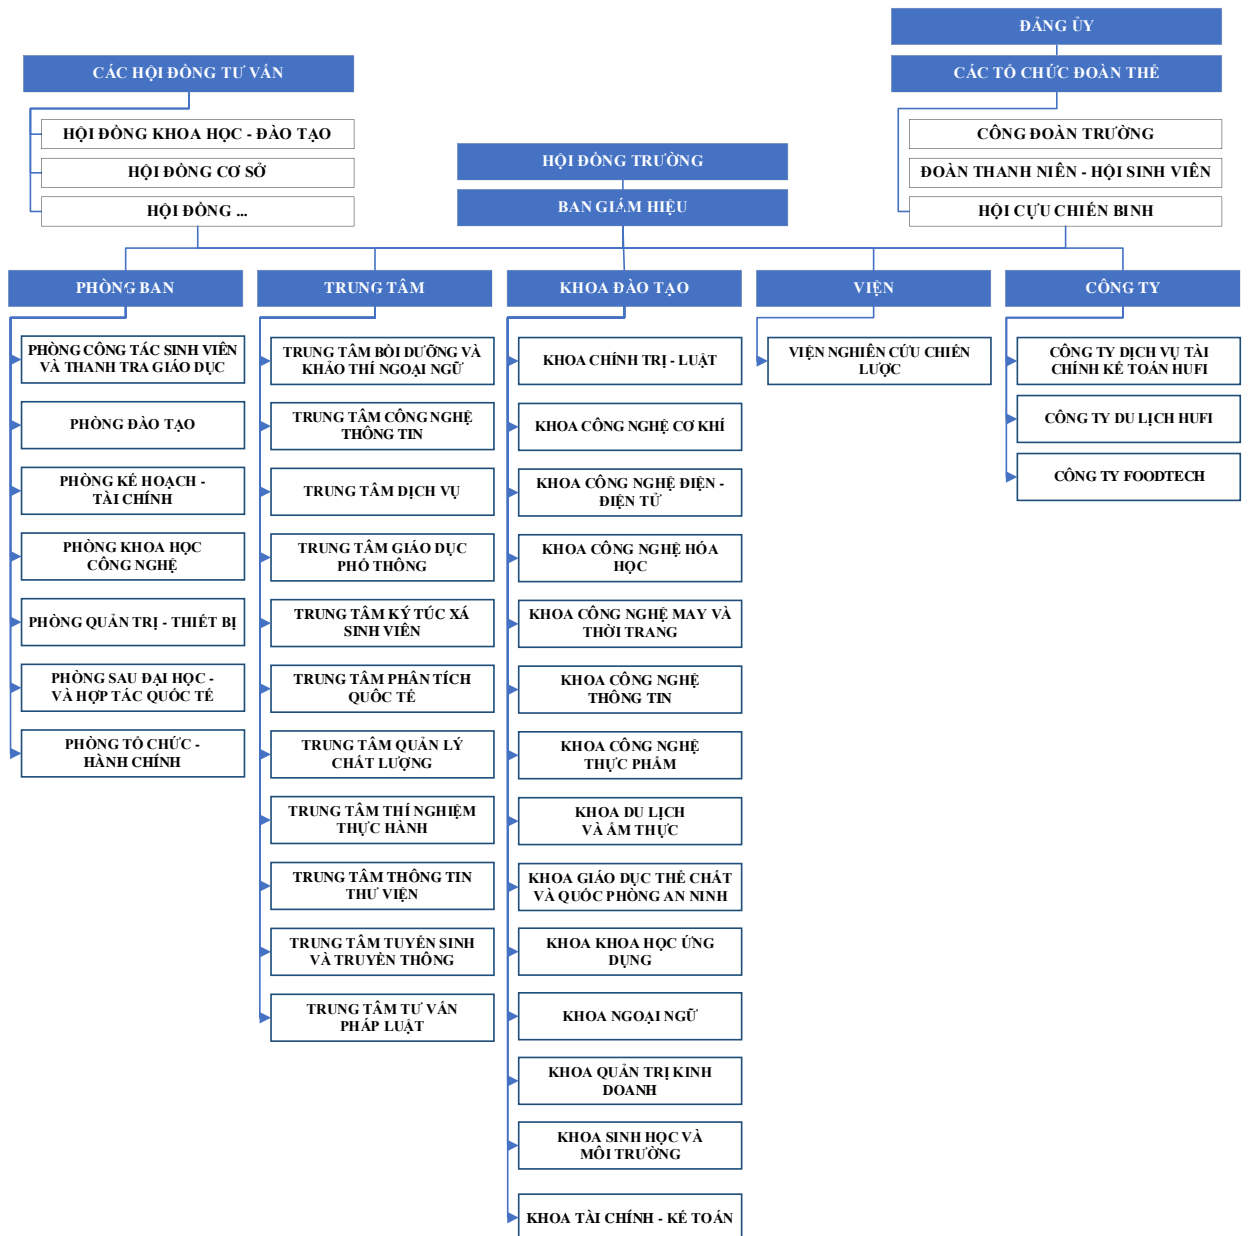 ĐẢNG ỦY
CÁC HỘI ĐỒNG TƯ VẤN
CÁC TỔ CHỨC ĐOÀN THỂ
HỘI ĐỒNG KHOA HỌC - ĐÀO TẠO
HỘI ĐỒNG CƠ SỞ
HỘI ĐỒNG ...
HỘI ĐỒNG TRƯỜNG
BAN GIÁM HIỆU
CÔNG ĐOÀN TRƯỜNG
ĐOÀN THANH NIÊN - HỘI SINH VIÊN
HỘI CỰU CHIẾN BINH
PHÒNG BAN
PHÒNG CÔNG TÁC SINH VIÊN
VÀ THANH TRA GIÁO DỤC
PHÒNG ĐÀO TẠO
PHÒNG KẾ HOẠCH -
TÀI CHÍNH
PHÒNG KHOA HỌC
CÔNG NGHỆ
PHÒNG QUẢN TRỊ - THIẾT BỊ
PHÒNG SAU ĐẠI HỌC -
VÀ HỢP TÁC QUỐC TẾ
PHÒNG TỔ CHỨC -
HÀNH CHÍNH
TRUNG TÂM
TRUNG TÂM BỒI DƯỠNG VÀ
KHẢO THÍ NGOẠI NGỮ
TRUNG TÂM CÔNG NGHỆ
THÔNG TIN
TRUNG TÂM DỊCH VỤ
TRUNG TÂM GIÁO DỤC
PHỔ THÔNG
TRUNG TÂM KÝ TÚC XÁ
SINH VIÊN
TRUNG TÂM PHÂN TÍCH
QUÔC TẾ
TRUNG TÂM QUẢN LÝ
CHẤT LƯỢNG
TRUNG TÂM THÍ NGHIỆM
THỰC HÀNH
TRUNG TÂM THÔNG TIN
THƯ VIỆN
TRUNG TÂM TUYỂN SINH
VÀ TRUYỀN THÔNG
TRUNG TÂM TƯ VẤN
PHÁP LUẬT
KHOA ĐÀO TẠO
KHOA CHÍNH TRỊ - LUẬT
KHOA CÔNG NGHỆ CƠ KHÍ
KHOA CÔNG NGHỆ ĐIỆN -
ĐIỆN TỬ
KHOA CÔNG NGHỆ HÓA
HỌC
KHOA CÔNG NGHỆ MAY VÀ
THỜI TRANG
KHOA CÔNG NGHỆ
THÔNG TIN
KHOA CÔNG NGHỆ
THỰC PHẨM
KHOA DU LỊCH
VÀ ẨM THỰC
KHOA GIÁO DỤC THỂ CHẤT
VÀ QUỐC PHÒNG AN NINH
KHOA KHOA HỌC ỨNG
DỤNG
KHOA NGOẠI NGỮ
KHOA QUẢN TRỊ KINH
DOANH
KHOA SINH HỌC VÀ
MÔI TRƯỜNG
KHOA TÀI CHÍNH - KẾ TOÁN
VIỆN
VIỆN NGHIÊN CỨU CHIẾN
LƯỢC
CÔNG TY
CÔNG TY DỊCH VỤ TÀI
CHÍNH KẾ TOÁN HUFI
CÔNG TY DU LỊCH HUFI
CÔNG TY FOODTECH